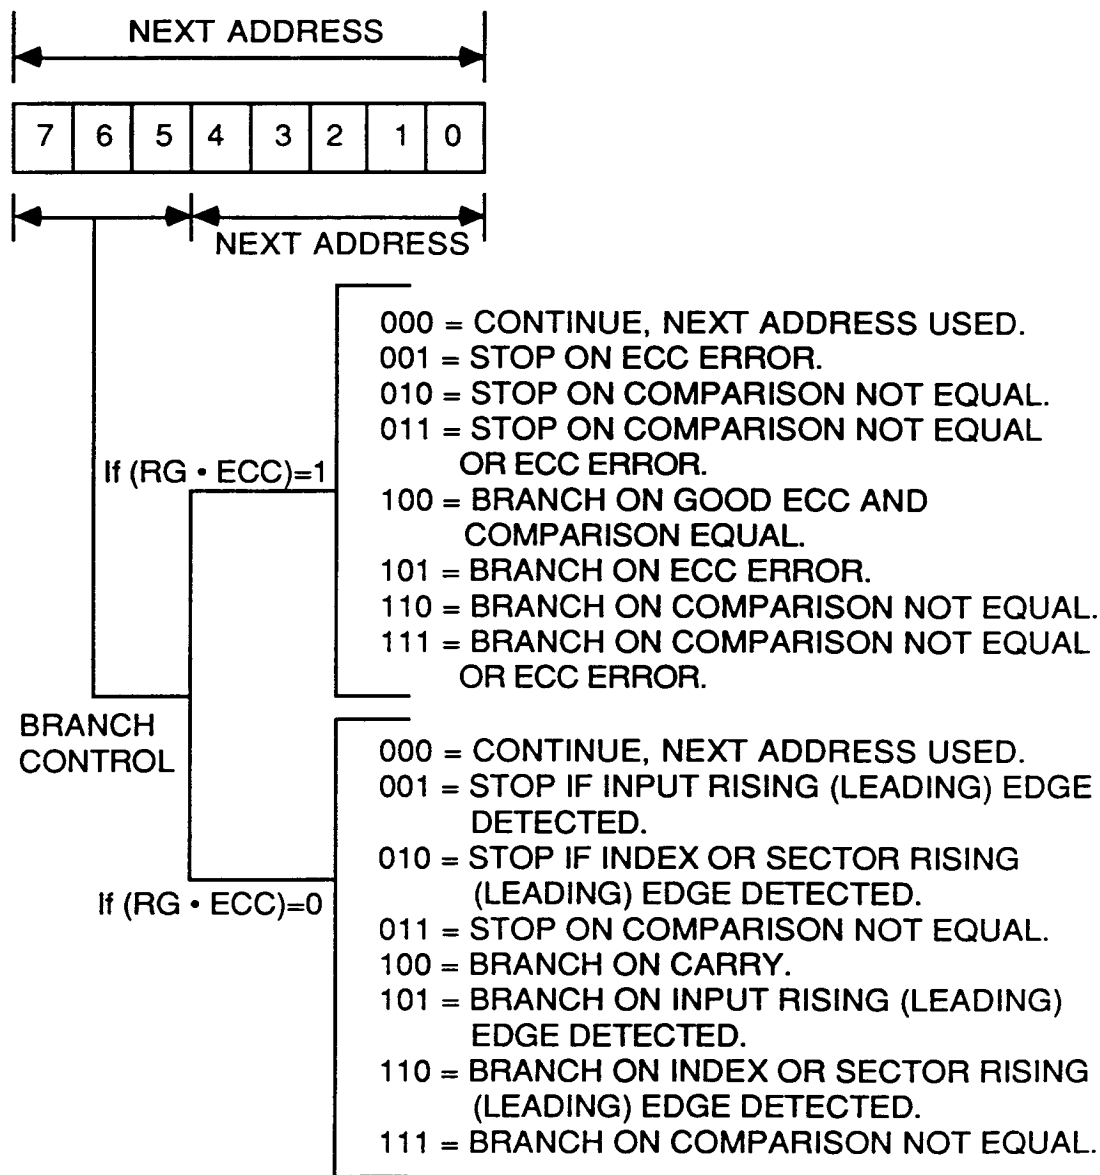 NEXT ADDRESS
7 6 5 4 3 2 1 0
NEXT ADDRESS
000 = CONTINUE, NEXT ADDRESS USED.
001 = STOP ON ECC ERROR.
010 = STOP ON COMPARISON NOT EQUAL.
011 = STOP ON COMPARISON NOT EQUAL
OR ECC ERROR.
If (RG • ECC)=1
100 = BRANCH ON GOOD ECC AND
COMPARISON EQUAL.
101 = BRANCH ON ECC ERROR.
110 = BRANCH ON COMPARISON NOT EQUAL.
111 = BRANCH ON COMPARISON NOT EQUAL
OR ECC ERROR.
BRANCH
CONTROL
000 = CONTINUE, NEXT ADDRESS USED.
001 = STOP IF INPUT RISING (LEADING) EDGE
DETECTED.
010 = STOP IF INDEX OR SECTOR RISING
(LEADING) EDGE DETECTED.
If (RG • ECC)=0
011 = STOP ON COMPARISON NOT EQUAL.
100 = BRANCH ON CARRY.
101 = BRANCH ON INPUT RISING (LEADING)
EDGE DETECTED.
110 = BRANCH ON INDEX OR SECTOR RISING
(LEADING) EDGE DETECTED.
111 = BRANCH ON COMPARISON NOT EQUAL.